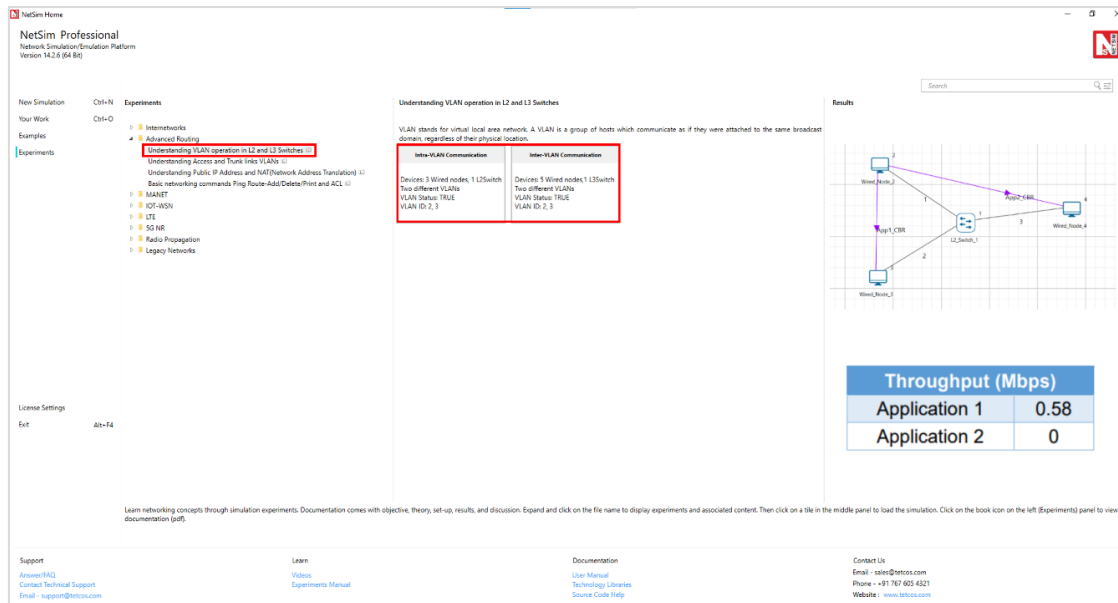 NetSim Home
NetSim Professional
Network Simulation/Emulation Platform
Version 14.2.6 (64 Bit)
NETSIM
Search
New Simulation Ctrl+N
Your Work Ctrl+O
Examples
Experiments
License Settings
Exit Alt+F4
Experiments
Internetworks
Advanced Routing
Understanding VLAN operation in L2 and L3 Switches
Understanding Access and Trunk links VLANs
Understanding Public IP Address and NAT(Network Address Translation)
Basic networking commands Ping Route-Add/Delete/Print and ACL
MANET
IOT-WSN
LTE
5G NR
Radio Propagation
Legacy Networks
Understanding VLAN operation in L2 and L3 Switches
VLAN stands for virtual local area network. A VLAN is a group of hosts which communicate as if they were attached to the same broadcast
domain, regardless of their physical location.
Intra-VLAN Communication
Devices: 3 Wired nodes, 1 L2Switch
Two different VLANs
VLAN Status: TRUE
VLAN ID: 2, 3
Inter-VLAN Communication
Devices: 5 Wired nodes,1 L3Switch
Two different VLANs
VLAN Status: TRUE
VLAN ID: 2, 3
Results
2
Wired_Node_2
1
App2_CBR
4
Wired_Node_4
1
3
L2_Switch_1
App1_CBR
2
Wired_Node_3
Throughput (Mbps)
Application 1 0.58
Application 2 0
Learn networking concepts through simulation experiments. Documentation comes with objective, theory, set-up, results, and discussion. Expand and click on the file name to display experiments and associated content. Then click on a tile in the middle panel to load the simulation. Click on the book icon on the left (Experiments) panel to view
documentation (pdf).
Support
Answer/FAQ
Contact Technical Support
Email - support@tetcos.com
Learn
Videos
Experiments Manual
Documentation
User Manual
Technology Libraries
Source Code Help
Contact Us
Email - sales@tetcos.com
Phone - +91 767 605 4321
Website : www.tetcos.com